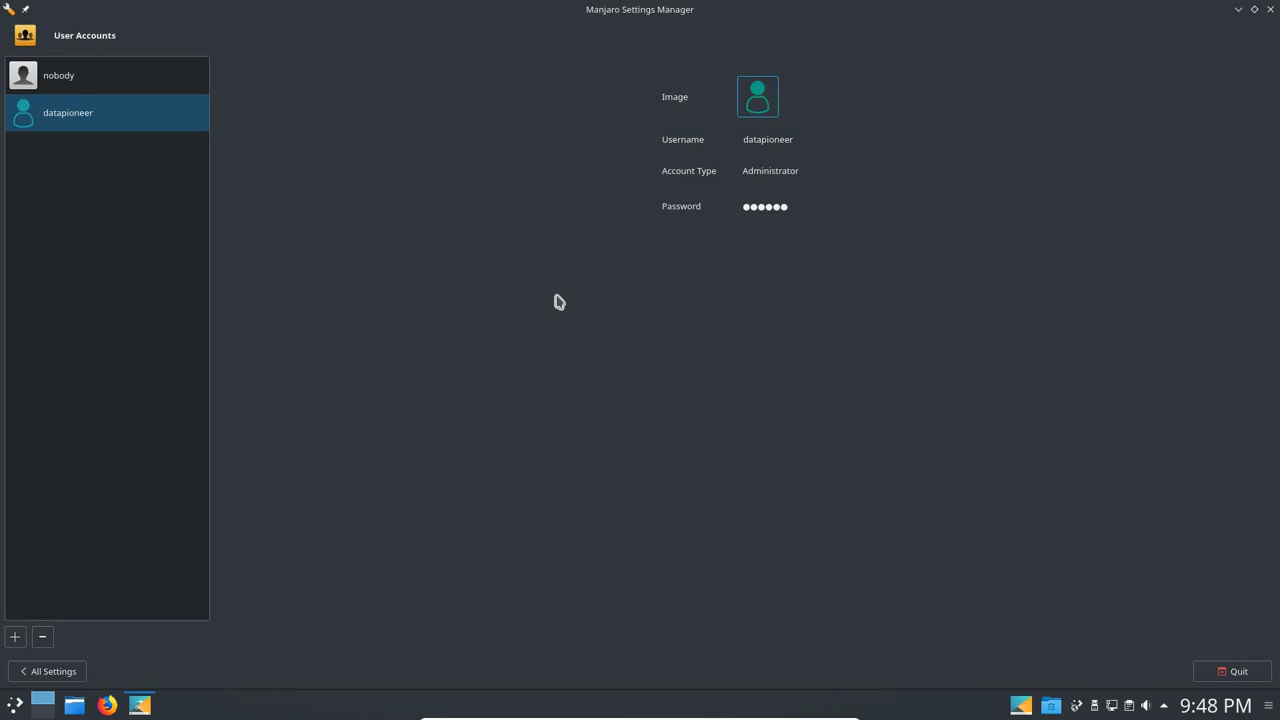 Manjaro Settings Manager
User Accounts
nobody
datapioneer
Image
Username datapioneer
Account Type Administrator
Password ●●●●●●
All Settings
Quit
9:48 PM